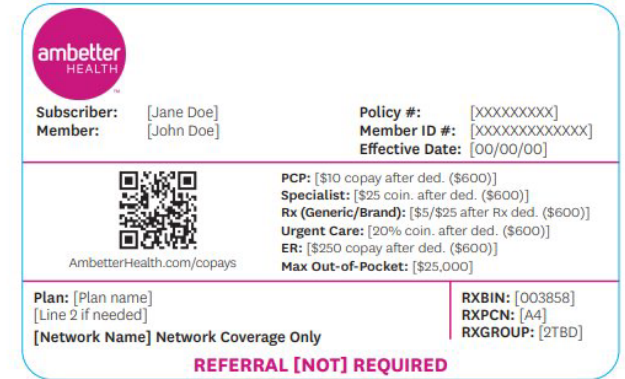 ambetter
HEALTH
™
Subscriber: [Jane Doe]
Member: [John Doe]
Policy #: [XXXXXXXXX]
Member ID #: [XXXXXXXXXXXXX]
Effective Date: [00/00/00]
AmbetterHealth.com/copays
PCP: [$10 copay after ded. ($600)]
Specialist: [$25 coin. after ded. ($600)]
Rx (Generic/Brand): [$5/$25 after Rx ded. ($600)]
Urgent Care: [20% coin. after ded. ($600)]
ER: [$250 copay after ded. ($600)]
Max Out-of-Pocket: [$25,000]
Plan: [Plan name]
[Line 2 if needed]
[Network Name] Network Coverage Only
RXBIN: [003858]
RXPCN: [A4]
RXGROUP: [2TBD]
REFERRAL [NOT] REQUIRED